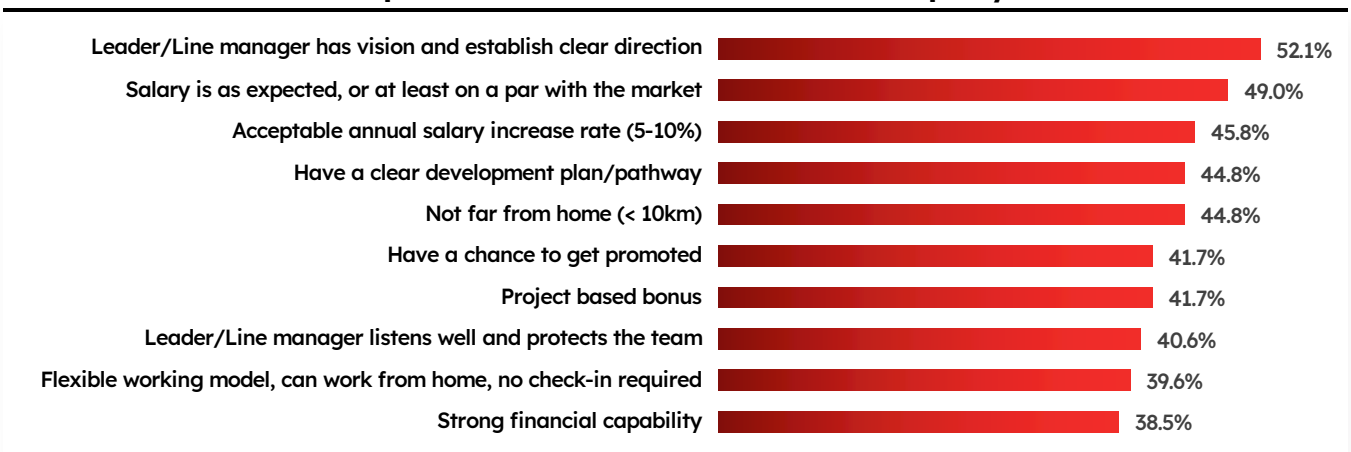 Leader/Line manager has vision and establish clear direction 52.1%
Salary is as expected, or at least on a par with the market 49.0%
Acceptable annual salary increase rate (5-10%) 45.8%
Have a clear development plan/pathway 44.8%
Not far from home (< 10km) 44.8%
Have a chance to get promoted 41.7%
Project based bonus 41.7%
Leader/Line manager listens well and protects the team 40.6%
Flexible working model, can work from home, no check-in required 39.6%
Strong financial capability 38.5%